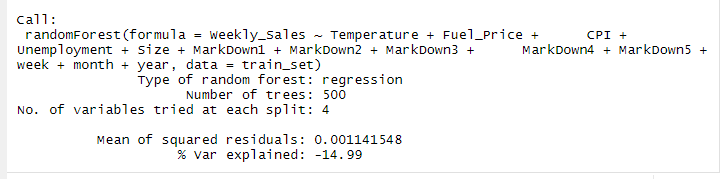 Call:
randomForest(formula = Weekly_Sales ~ Temperature + Fuel_Price + CPI +
Unemployment + Size + MarkDown1 + MarkDown2 + MarkDown3 + MarkDown4 + MarkDown5 +
week + month + year, data = train_set)
Type of random forest: regression
Number of trees: 500
No. of variables tried at each split: 4
Mean of squared residuals: 0.001141548
% Var explained: -14.99